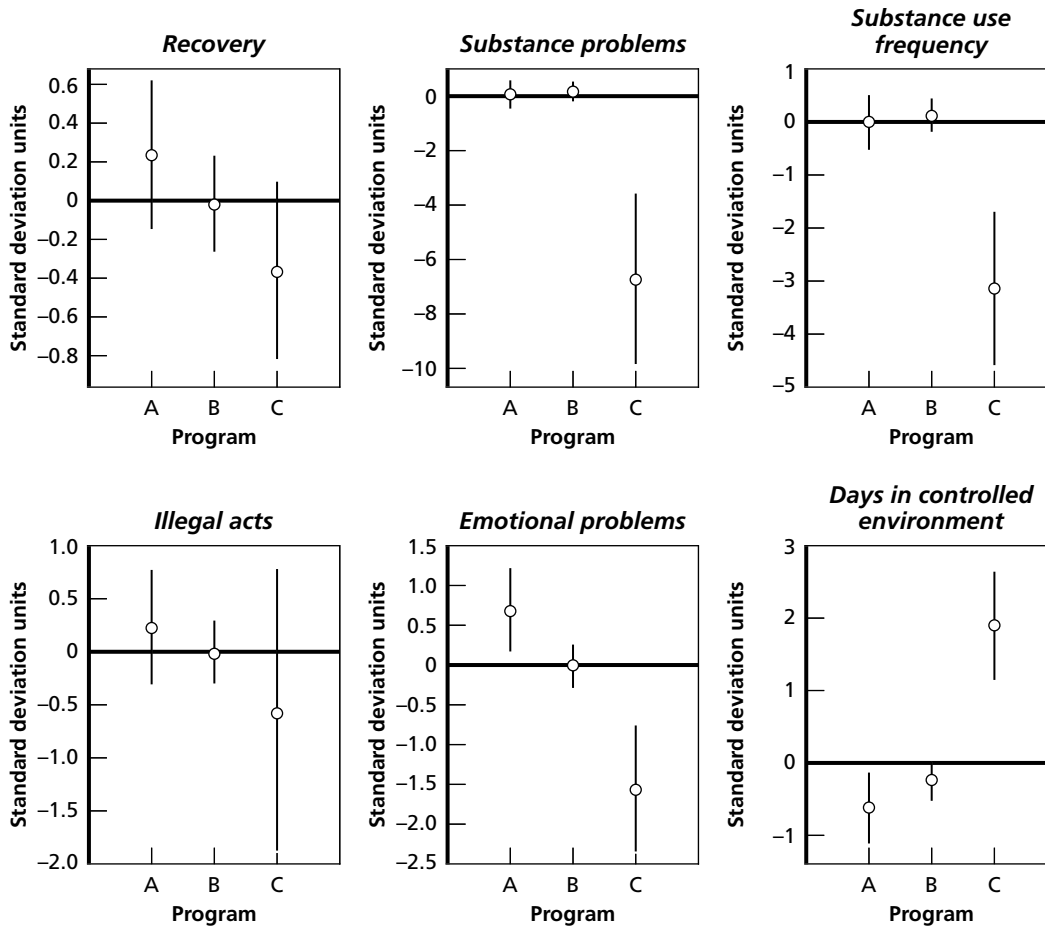 Recovery
Standard deviation units
0.6
0.4
0.2
0
–0.2
–0.4
–0.6
–0.8
A B C
Program
Substance problems
Standard deviation units
0
–2
–4
–6
–8
–10
A B C
Program
Substance use
frequency
Standard deviation units
1
0
–1
–2
–3
–4
–5
A B C
Program
Illegal acts
Standard deviation units
1.0
0.5
0
–0.5
–1.0
–1.5
–2.0
A B C
Program
Emotional problems
Standard deviation units
1.5
1.0
0.5
0
–0.5
–1.0
–1.5
–2.0
–2.5
A B C
Program
Days in controlled
environment
Standard deviation units
3
2
1
0
–1
A B C
Program